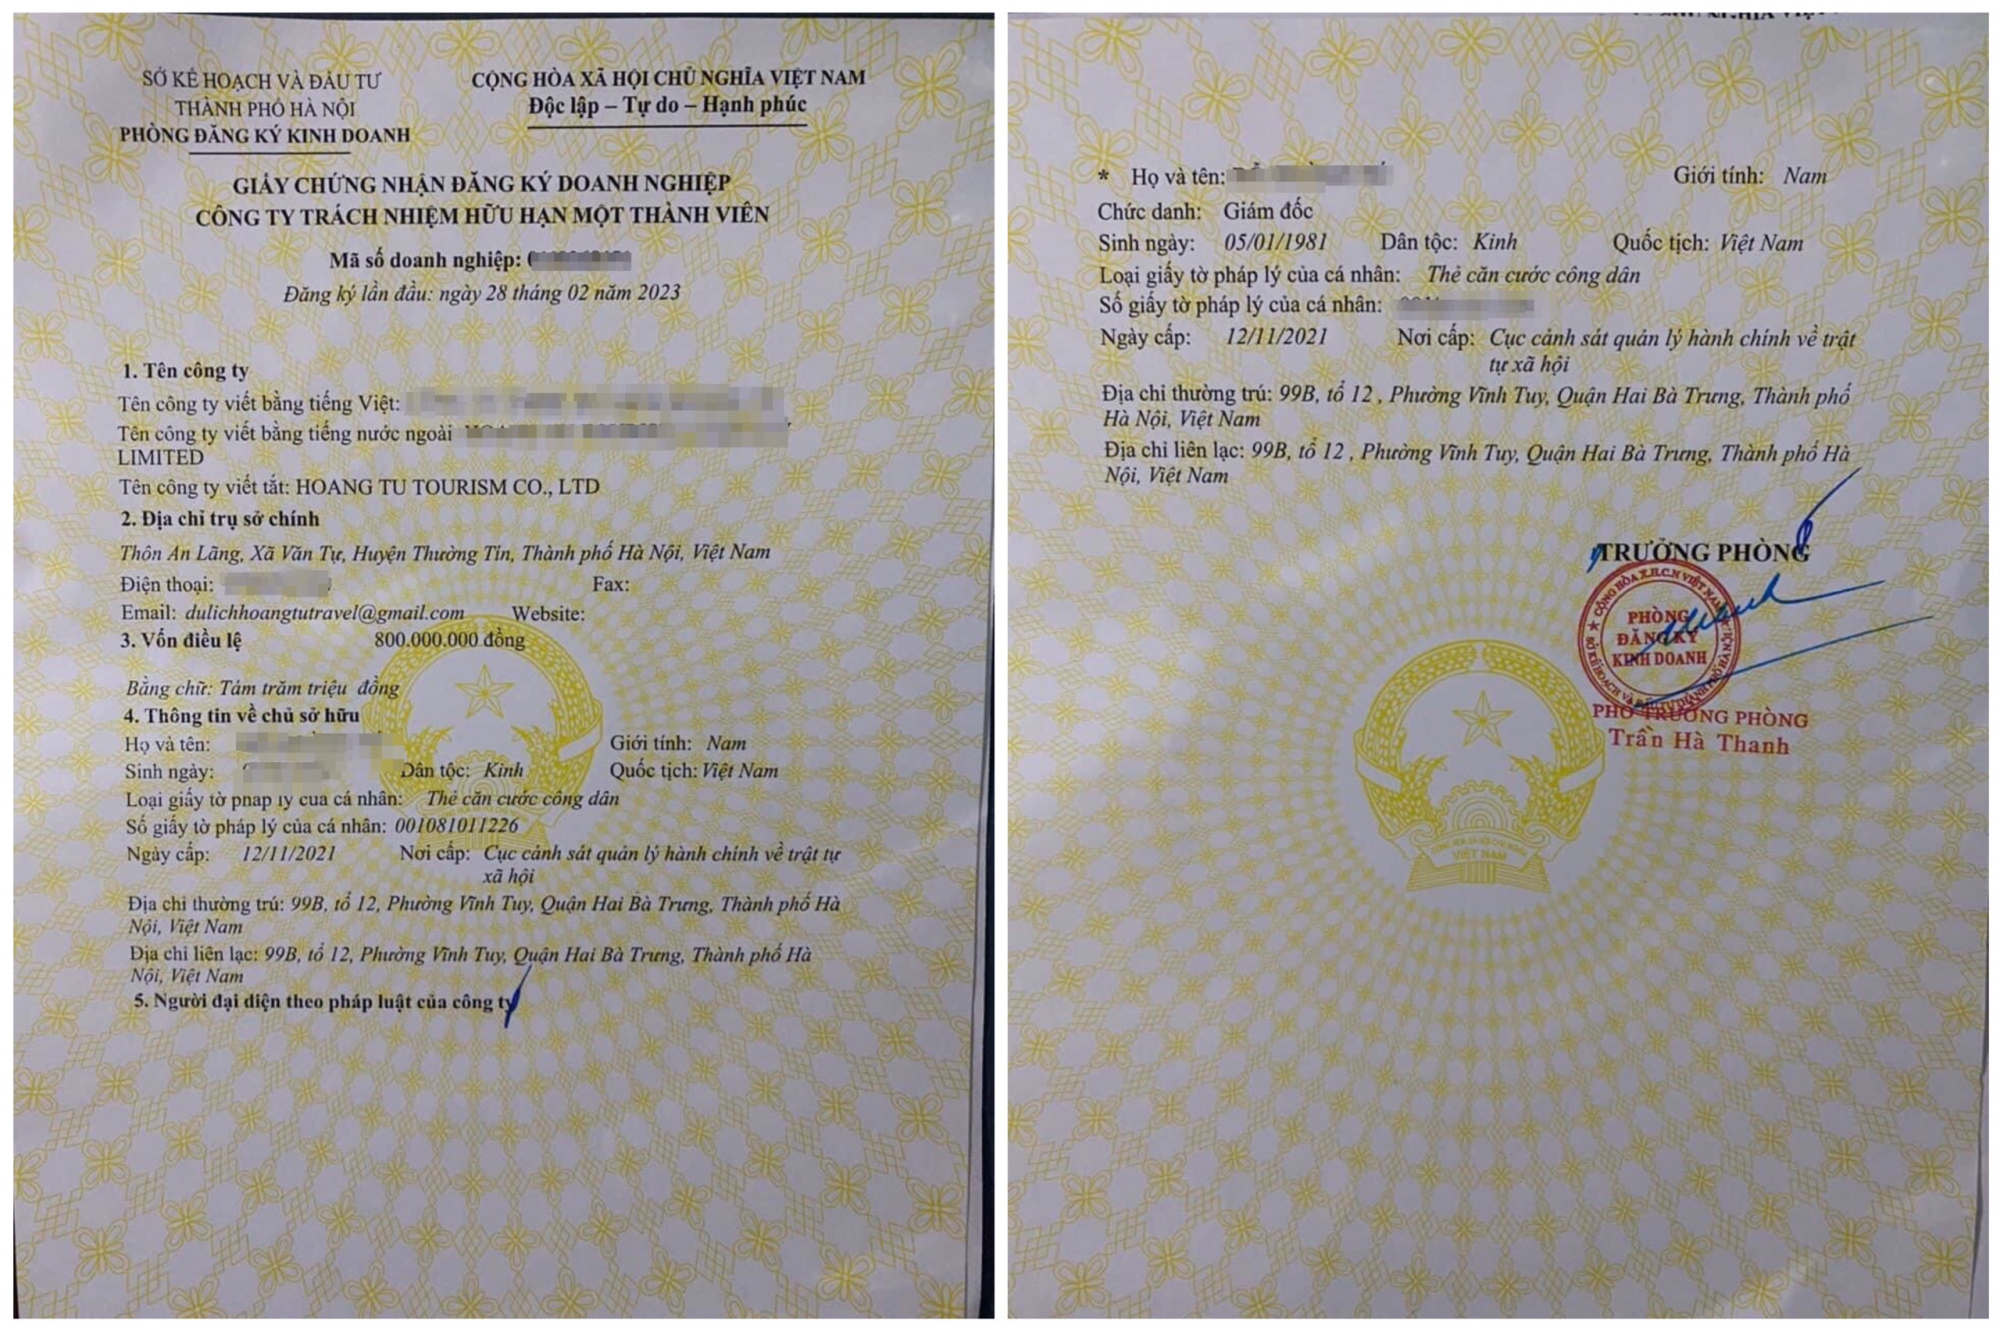 SỞ KẾ HOẠCH VÀ ĐẦU TƯ
THÀNH PHỐ HÀ NỘI
PHÒNG ĐĂNG KÝ KINH DOANH
CỘNG HÒA XÃ HỘI CHỦ NGHĨA VIỆT NAM
Độc lập – Tự do – Hạnh phúc
GIẤY CHỨNG NHẬN ĐĂNG KÝ DOANH NGHIỆP
CÔNG TY TRÁCH NHIỆM HỮU HẠN MỘT THÀNH VIÊN
Mã số doanh nghiệp:
Đăng ký lần đầu: ngày 28 tháng 02 năm 2023
1. Tên công ty
Tên công ty viết bằng tiếng Việt:
Tên công ty viết bằng tiếng nước ngoài
LIMITED
Tên công ty viết tắt: HOANG TU TOURISM CO., LTD
2. Địa chỉ trụ sở chính
Thôn An Lãng, Xã Văn Tự, Huyện Thường Tín, Thành phố Hà Nội, Việt Nam
Điện thoại: Fax:
Email: dulichhoangtutravel@gmail.com Website:
3. Vốn điều lệ 800.000.000 đồng
Bằng chữ: Tám trăm triệu đồng
4. Thông tin về chủ sở hữu
Họ và tên: Giới tính: Nam
Sinh ngày: Dân tộc: Kinh Quốc tịch: Việt Nam
Loại giấy tờ pháp lý của cá nhân: Thẻ căn cước công dân
Số giấy tờ pháp lý của cá nhân: 001081011226
Ngày cấp: 12/11/2021 Nơi cấp: Cục cảnh sát quản lý hành chính về trật tự
xã hội
Địa chỉ thường trú: 99B, tổ 12, Phường Vĩnh Tuy, Quận Hai Bà Trưng, Thành phố Hà
Nội, Việt Nam
Địa chỉ liên lạc: 99B, tổ 12, Phường Vĩnh Tuy, Quận Hai Bà Trưng, Thành phố Hà
Nội, Việt Nam
5. Người đại diện theo pháp luật của công ty
* Họ và tên: Giới tính: Nam
Chức danh: Giám đốc
Sinh ngày: 05/01/1981 Dân tộc: Kinh Quốc tịch: Việt Nam
Loại giấy tờ pháp lý của cá nhân: Thẻ căn cước công dân
Số giấy tờ pháp lý của cá nhân:
Ngày cấp: 12/11/2021 Nơi cấp: Cục cảnh sát quản lý hành chính về trật
tự xã hội
Địa chỉ thường trú: 99B, tổ 12 , Phường Vĩnh Tuy, Quận Hai Bà Trưng, Thành phố
Hà Nội, Việt Nam
Địa chỉ liên lạc: 99B, tổ 12 , Phường Vĩnh Tuy, Quận Hai Bà Trưng, Thành phố Hà
Nội, Việt Nam
TRƯỞNG PHÒNG
CỘNG HÒA X.H.C.N VIỆT NAM
PHÒNG
ĐĂNG KÝ
KINH DOANH
SỞ KẾ HOẠCH VÀ ĐẦU TƯ THÀNH PHỐ HÀ NỘI
PHÓ TRƯỞNG PHÒNG
Trần Hà Thanh
VIỆT NAM